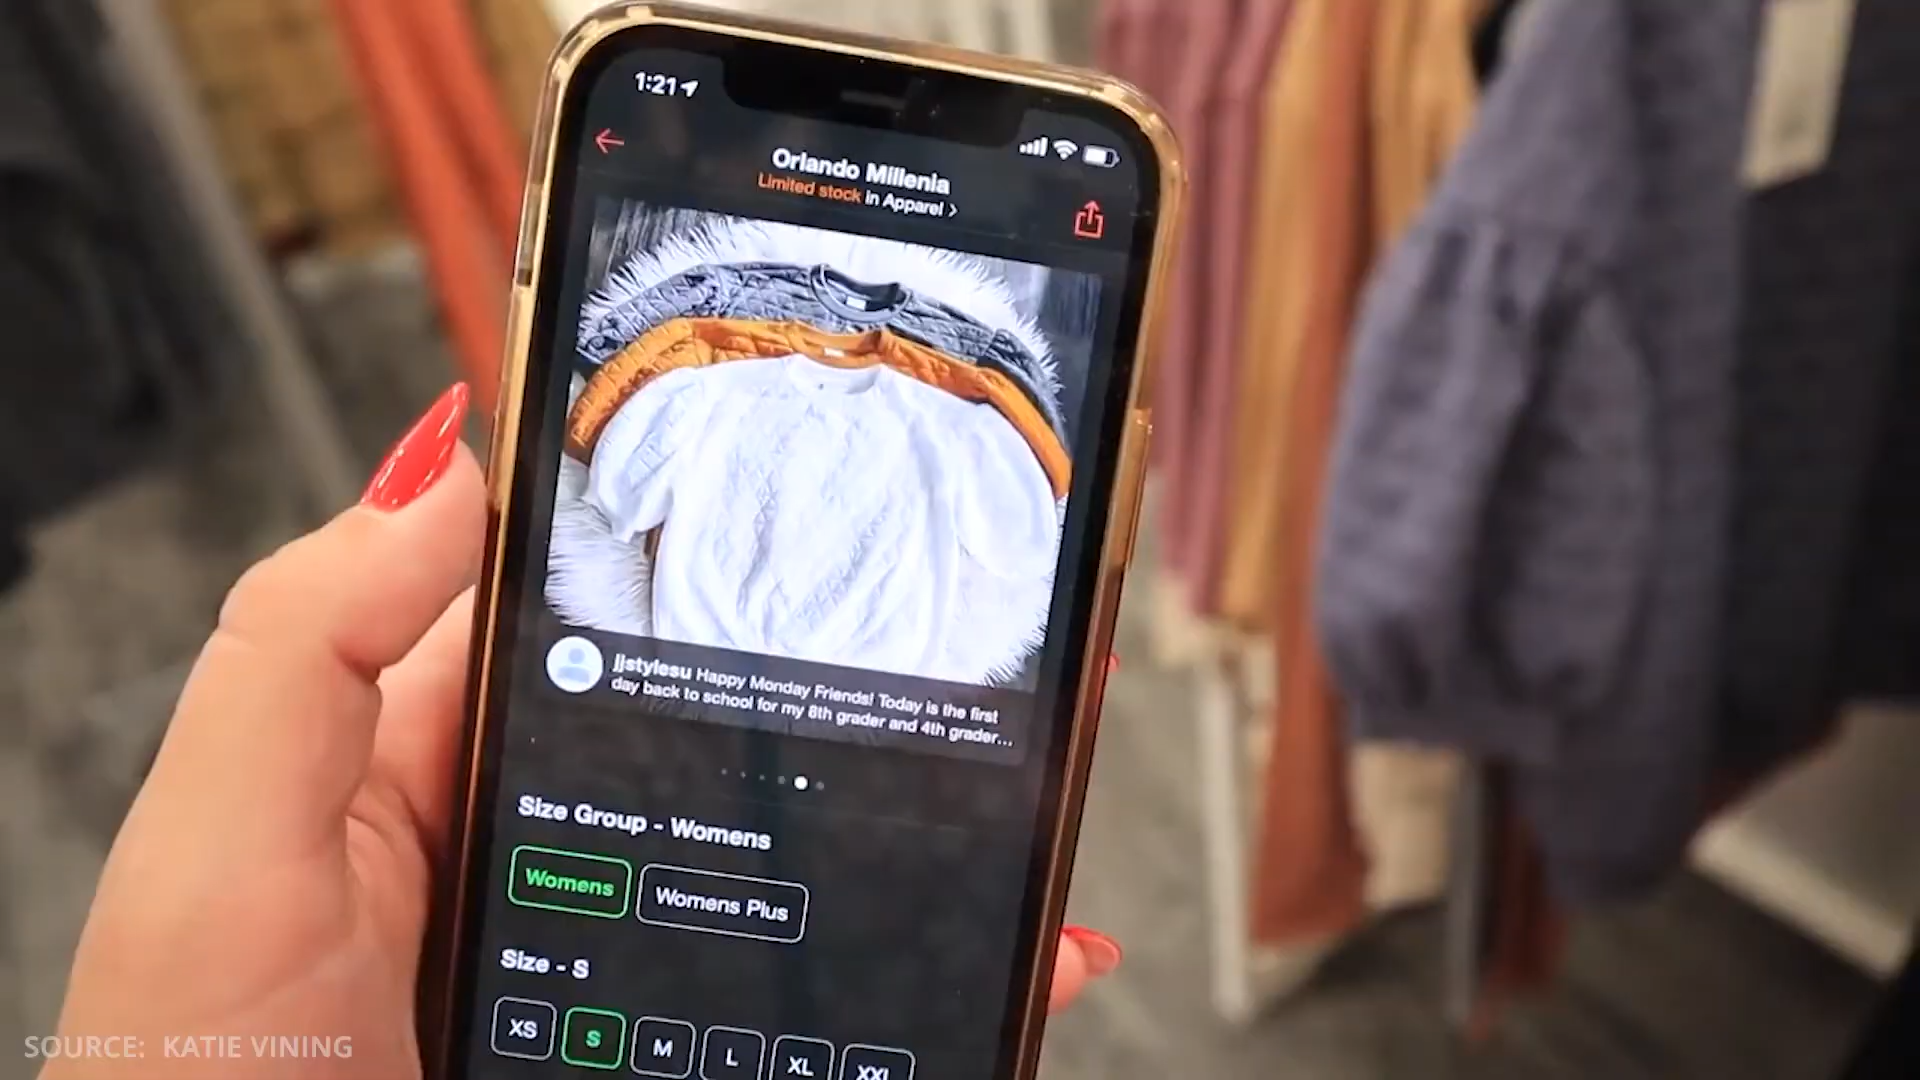 1:21
Orlando Millenia
Limited stock in Apparel >
jjstylesu Happy Monday Friends! Today is the first
day back to school for my 8th grader and 4th grader...
Size Group - Womens
Womens
Womens Plus
Size - S
XS
S
M
L
XL
XXL
SOURCE: KATIE VINING